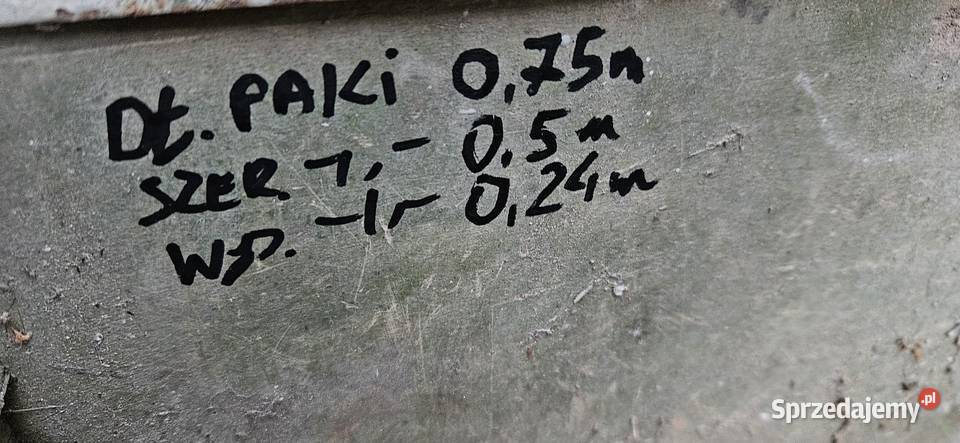 Dł. PAKi 0,75m
SZER. -1,- 0,5m
WYS. -1,- 0,24m
Sprzedajemy.pl